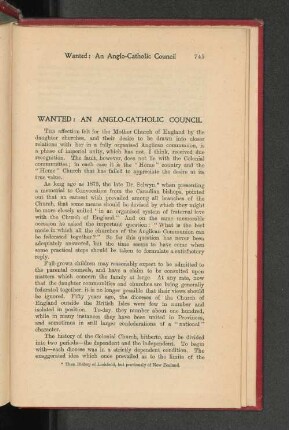 Wanted: An Anglo-Catholic Council 743
WANTED: AN ANGLO-CATHOLIC COUNCIL
The affection felt for the Mother Church of England by the
daughter churches, and their desire to be drawn into closer
relations with her in a fully organised Anglican communion, is
a phase of imperial unity, which has not, I think, received due
recognition. The fault, however, does not lie with the Colonial
communities. In each case it is the "Home" country and the
"Home" Church that has failed to appreciate the desire at its
true value.
As long ago as 1872, the late Dr. Selwyn* when presenting
a memorial to Convocation from the Canadian Bishops, pointed
out that an earnest wish prevailed among all branches of the
Church, that some means should be devised by which they might
be more closely united "in an organised system of fraternal love
with the Church of England." And on the same memorable
occasion he asked the important question: "What is the best
mode in which all the churches of the Anglican Communion can
be federated together?" So far this question has never been
adequately answered, but the time seems to have come when
some practical steps should be taken to formulate a satisfactory
reply.
Full-grown children may reasonably expect to be admitted to
the parental counsels, and have a claim to be consulted upon
matters which concern the family at large. At any rate, now
that the daughter communities and churches are being generally
federated together it is no longer possible that their views should
be ignored. Fifty years ago, the dioceses of the Church of
England outside the British Isles were few in number and
isolated in position. To-day, they number about one hundred,
while in many instances they have been united in Provinces,
and sometimes in still larger confederations of a "national"
character.
The history of the Colonial Church, hitherto, may be divided
into two periods—the dependent and the independent. To begin
with—each diocese was in a strictly dependent condition. The
exaggerated idea which once prevailed as to the limits of the
* Then Bishop of Lichfield, but previously of New Zealand.